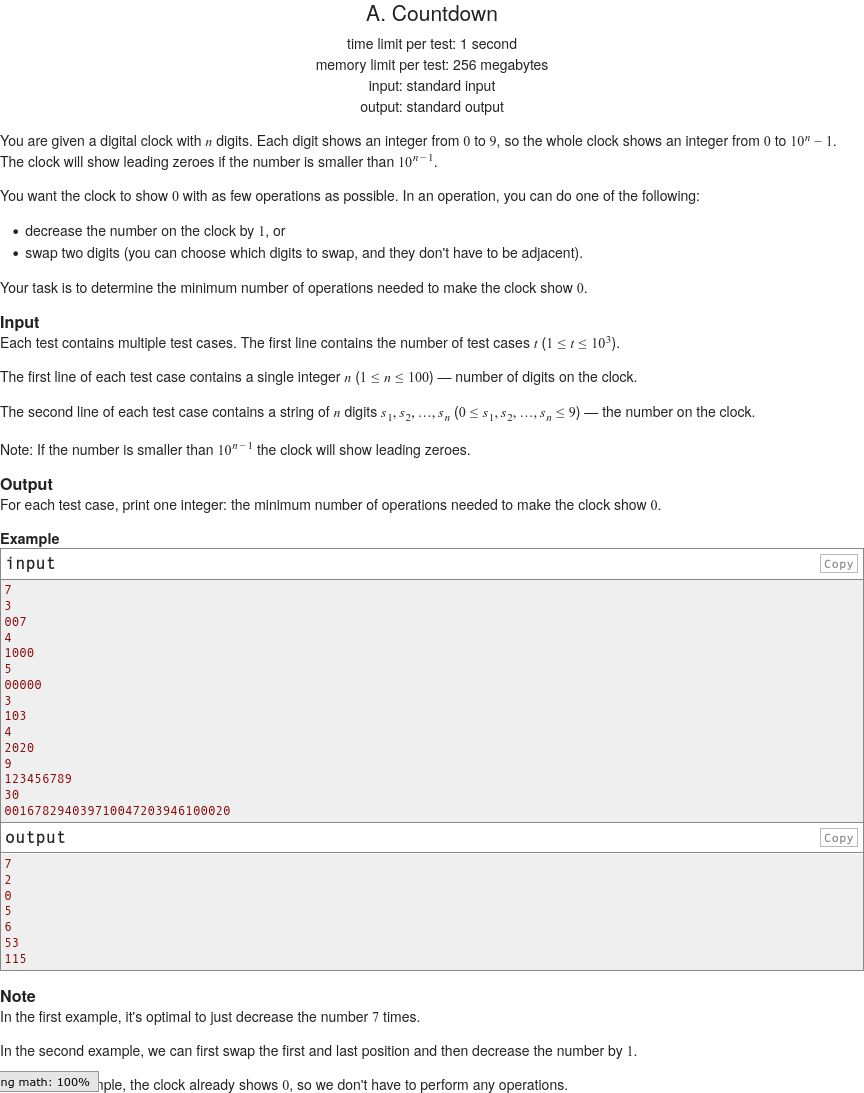 A. Countdown
time limit per test: 1 second
memory limit per test: 256 megabytes
input: standard input
output: standard output
You are given a digital clock with n digits. Each digit shows an integer from 0 to 9, so the whole clock shows an integer from 0 to 10^n − 1.
The clock will show leading zeroes if the number is smaller than 10^{n−1}.
You want the clock to show 0 with as few operations as possible. In an operation, you can do one of the following:
• decrease the number on the clock by 1, or
• swap two digits (you can choose which digits to swap, and they don't have to be adjacent).
Your task is to determine the minimum number of operations needed to make the clock show 0.
Input
Each test contains multiple test cases. The first line contains the number of test cases t (1 ≤ t ≤ 10^3).
The first line of each test case contains a single integer n (1 ≤ n ≤ 100) — number of digits on the clock.
The second line of each test case contains a string of n digits s_1, s_2, …, s_n (0 ≤ s_1, s_2, …, s_n ≤ 9) — the number on the clock.
Note: If the number is smaller than 10^{n−1} the clock will show leading zeroes.
Output
For each test case, print one integer: the minimum number of operations needed to make the clock show 0.
Example
input
Copy
7
3
007
4
1000
5
00000
3
103
4
2020
9
123456789
30
001678294039710047203946100020
output
Copy
7
2
0
5
6
53
115
Note
In the first example, it's optimal to just decrease the number 7 times.
In the second example, we can first swap the first and last position and then decrease the number by 1.
ng math: 100%
mple, the clock already shows 0, so we don't have to perform any operations.